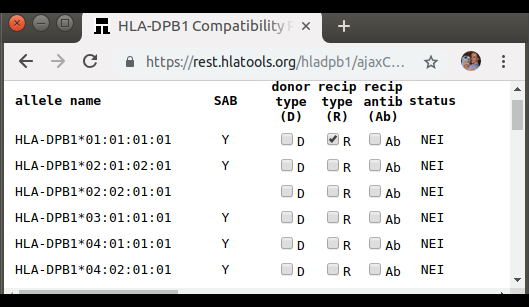 HLA-DPB1 Compatibility
https://rest.hlatools.org/hladpb1/ajaxC...
allele name SAB donor type (D) recip type (R) recip antib (Ab) status
HLA-DPB1*01:01:01:01 Y D R Ab NEI
HLA-DPB1*02:01:02:01 Y D R Ab NEI
HLA-DPB1*02:02:01:01 D R Ab NEI
HLA-DPB1*03:01:01:01 Y D R Ab NEI
HLA-DPB1*04:01:01:01 Y D R Ab NEI
HLA-DPB1*04:02:01:01 Y D R Ab NEI